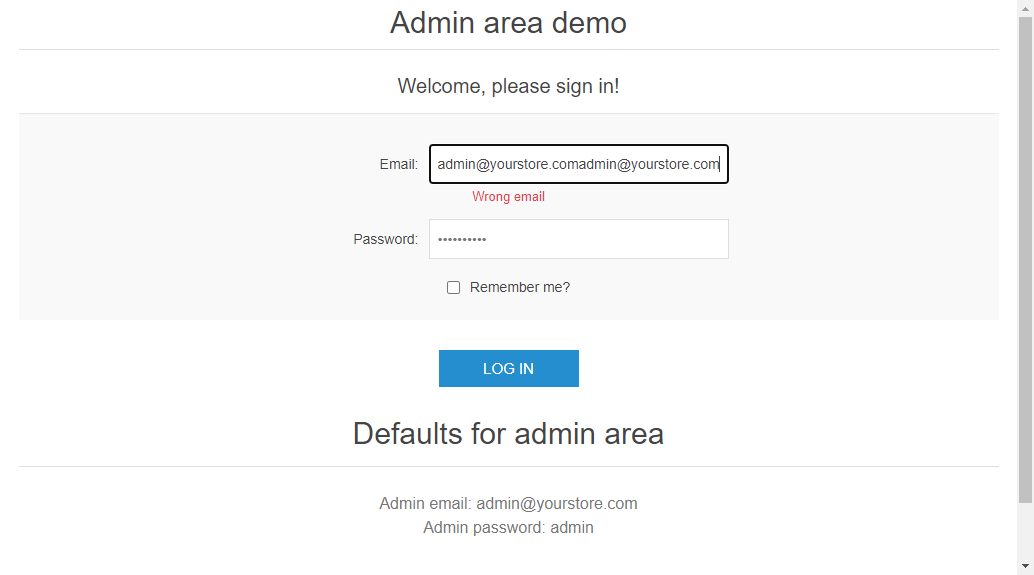 Admin area demo
Welcome, please sign in!
Email: admin@yourstore.comadmin@yourstore.com
Wrong email
Password: ••••••••••
Remember me?
LOG IN
Defaults for admin area
Admin email: admin@yourstore.com
Admin password: admin